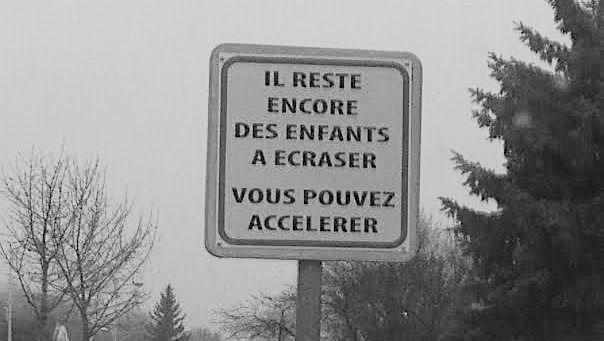 IL RESTE
ENCORE
DES ENFANTS
A ECRASER
VOUS POUVEZ
ACCELERER